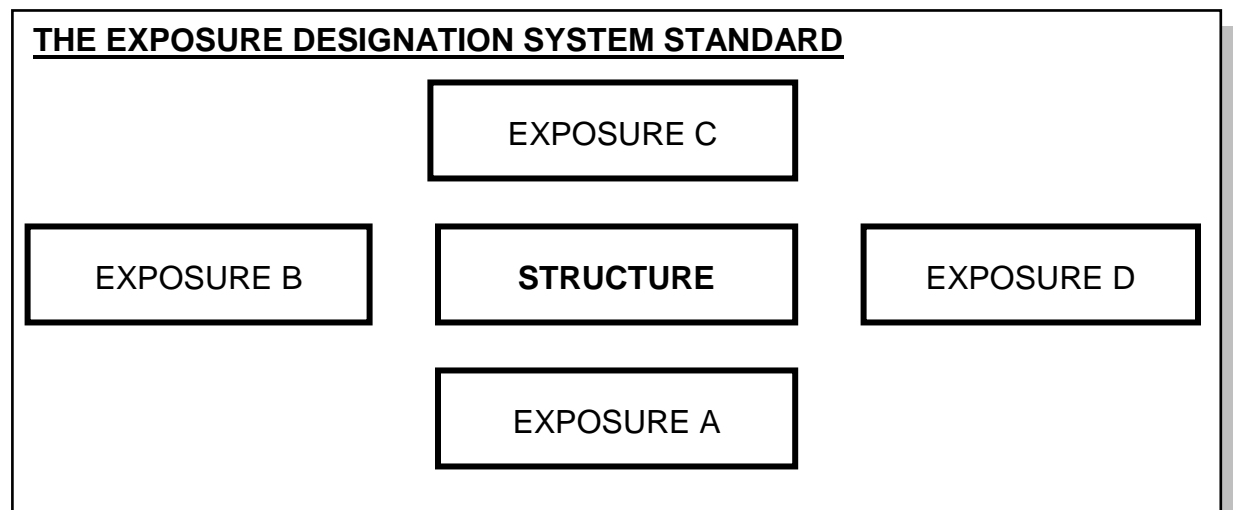 THE EXPOSURE DESIGNATION SYSTEM STANDARD
EXPOSURE C
EXPOSURE B
STRUCTURE
EXPOSURE D
EXPOSURE A